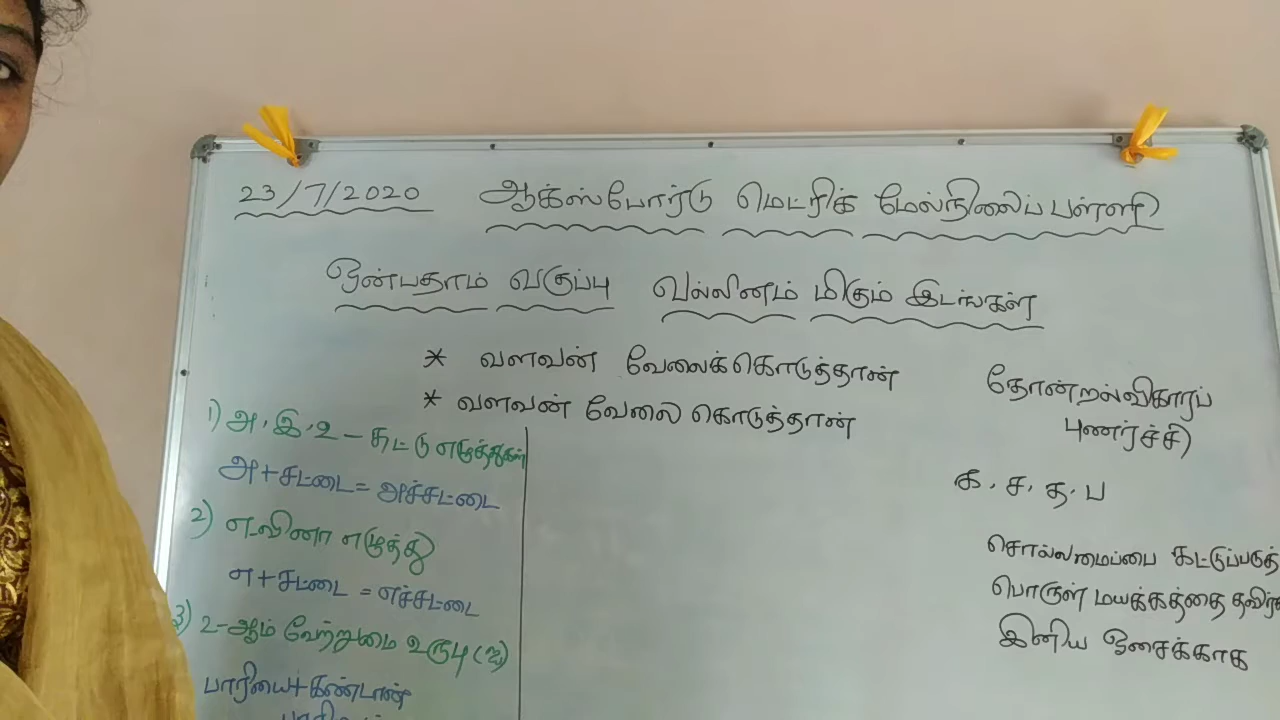 23/7/2020 ஆக்ஸ்போர்டு மெட்ரிக் மேல்நிலைப் பள்ளி
ஒன்பதாம் வகுப்பு வல்லினம் மிகும் இடங்கள்
* வளவன் வேலைக்கொடுத்தான்
* வளவன் வேலை கொடுத்தான்
தோன்றல்விகாரப்
புணர்ச்சி
க . ச . த . ப
சொல்லமைப்பை கட்டுப்படுத்
பொருள் மயக்கத்தை தவிர்க
இனிய ஓசைக்காக
1) அ . இ . உ – சுட்டு எழுத்துகள்
அ + சட்டை = அச்சட்டை
2) எ-வினா எழுத்து
எ + சட்டை = எச்சட்டை
3) 2-ஆம் வேற்றுமை உருபு (ஐ)
பாரியை+கண்டான்